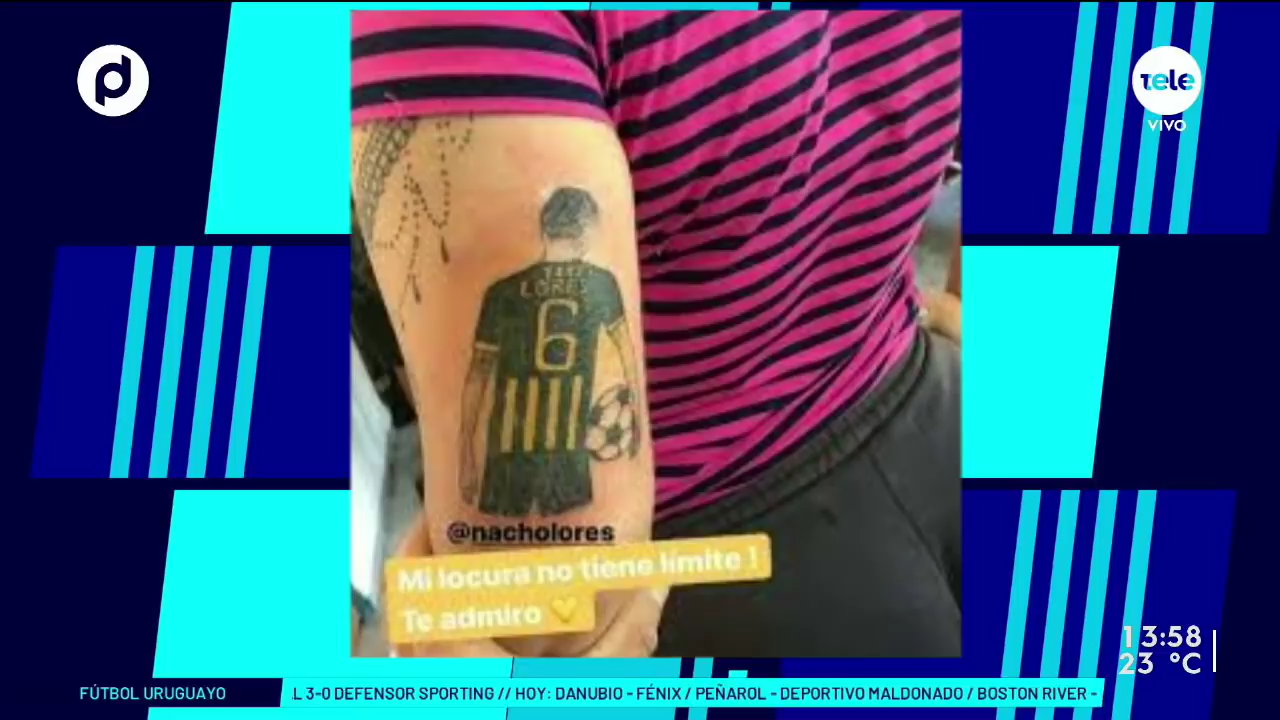 tele
VIVO
LORES
6
@nacholores
Mi locura no tiene límite !
Te admiro 💛
13:58
23 °C
FÚTBOL URUGUAYO
L 3-0 DEFENSOR SPORTING // HOY: DANUBIO - FÉNIX / PEÑAROL - DEPORTIVO MALDONADO / BOSTON RIVER -